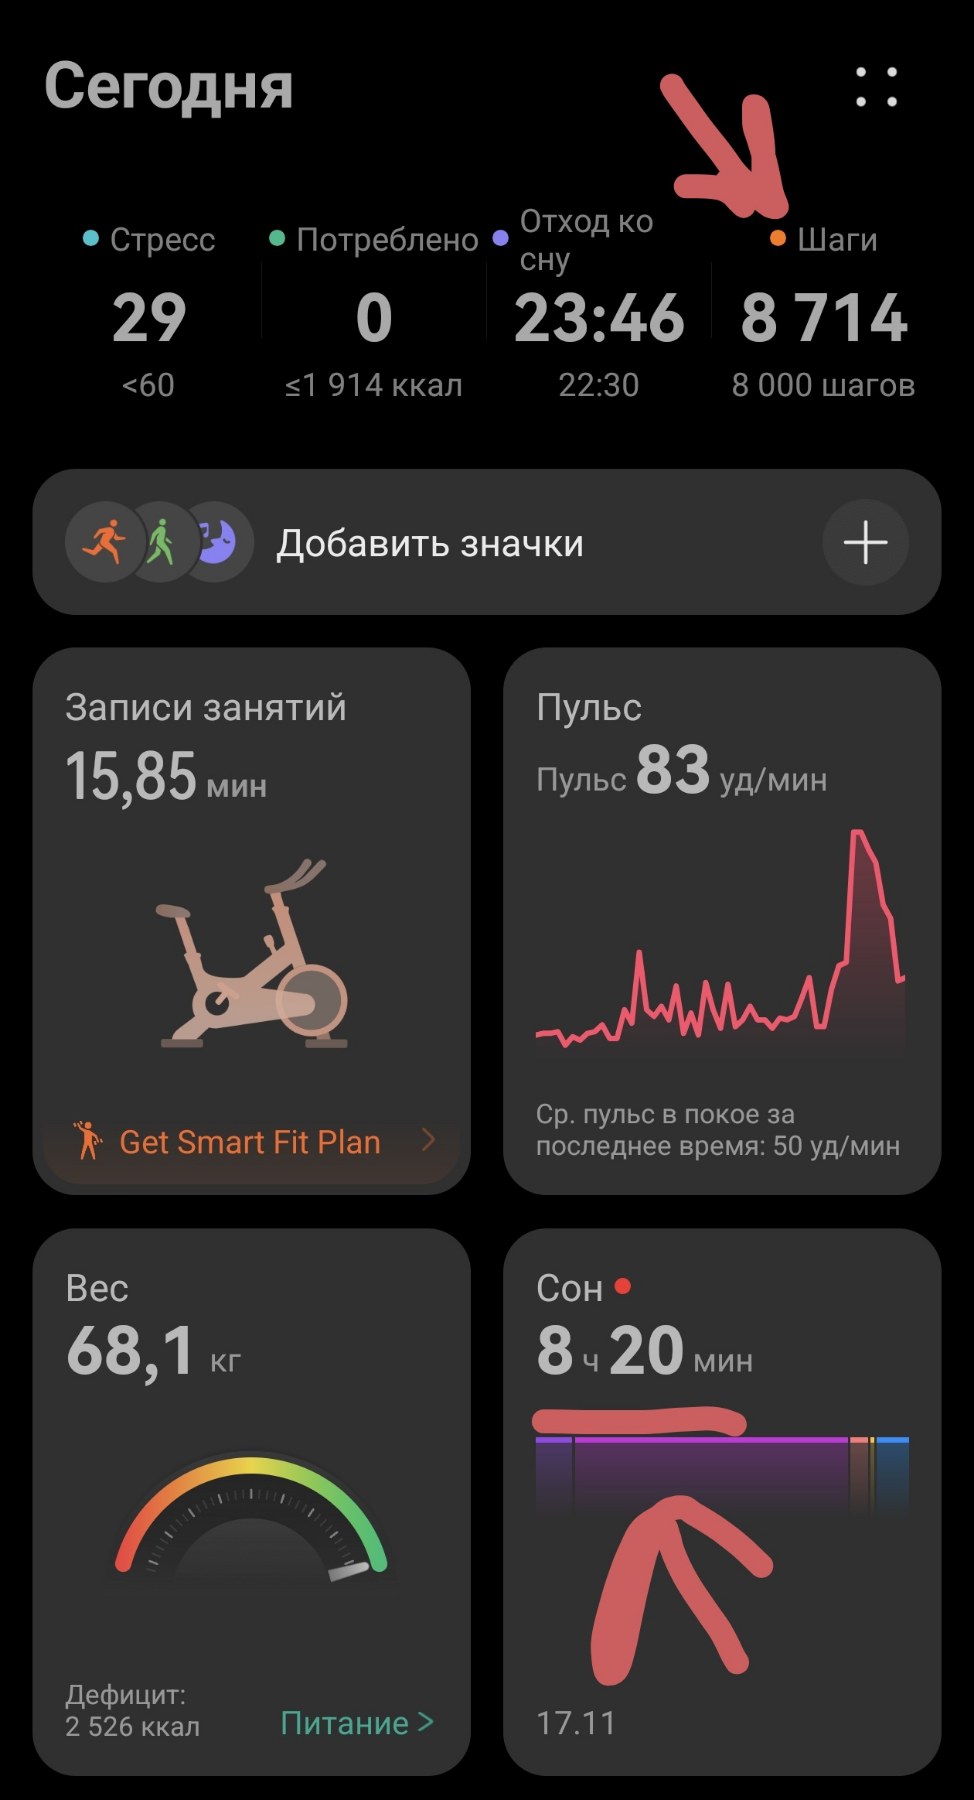 Сегодня
Стресс
29
<60
Потреблено
0
≤1 914 ккал
Отход ко
сну
23:46
22:30
Шаги
8 714
8 000 шагов
Добавить значки
Записи занятий
15,85 мин
Get Smart Fit Plan
Пульс
Пульс 83 уд/мин
Ср. пульс в покое за
последнее время: 50 уд/мин
Вес
68,1 кг
Дефицит:
2 526 ккал
Питание >
Сон
8 ч 20 мин
17.11